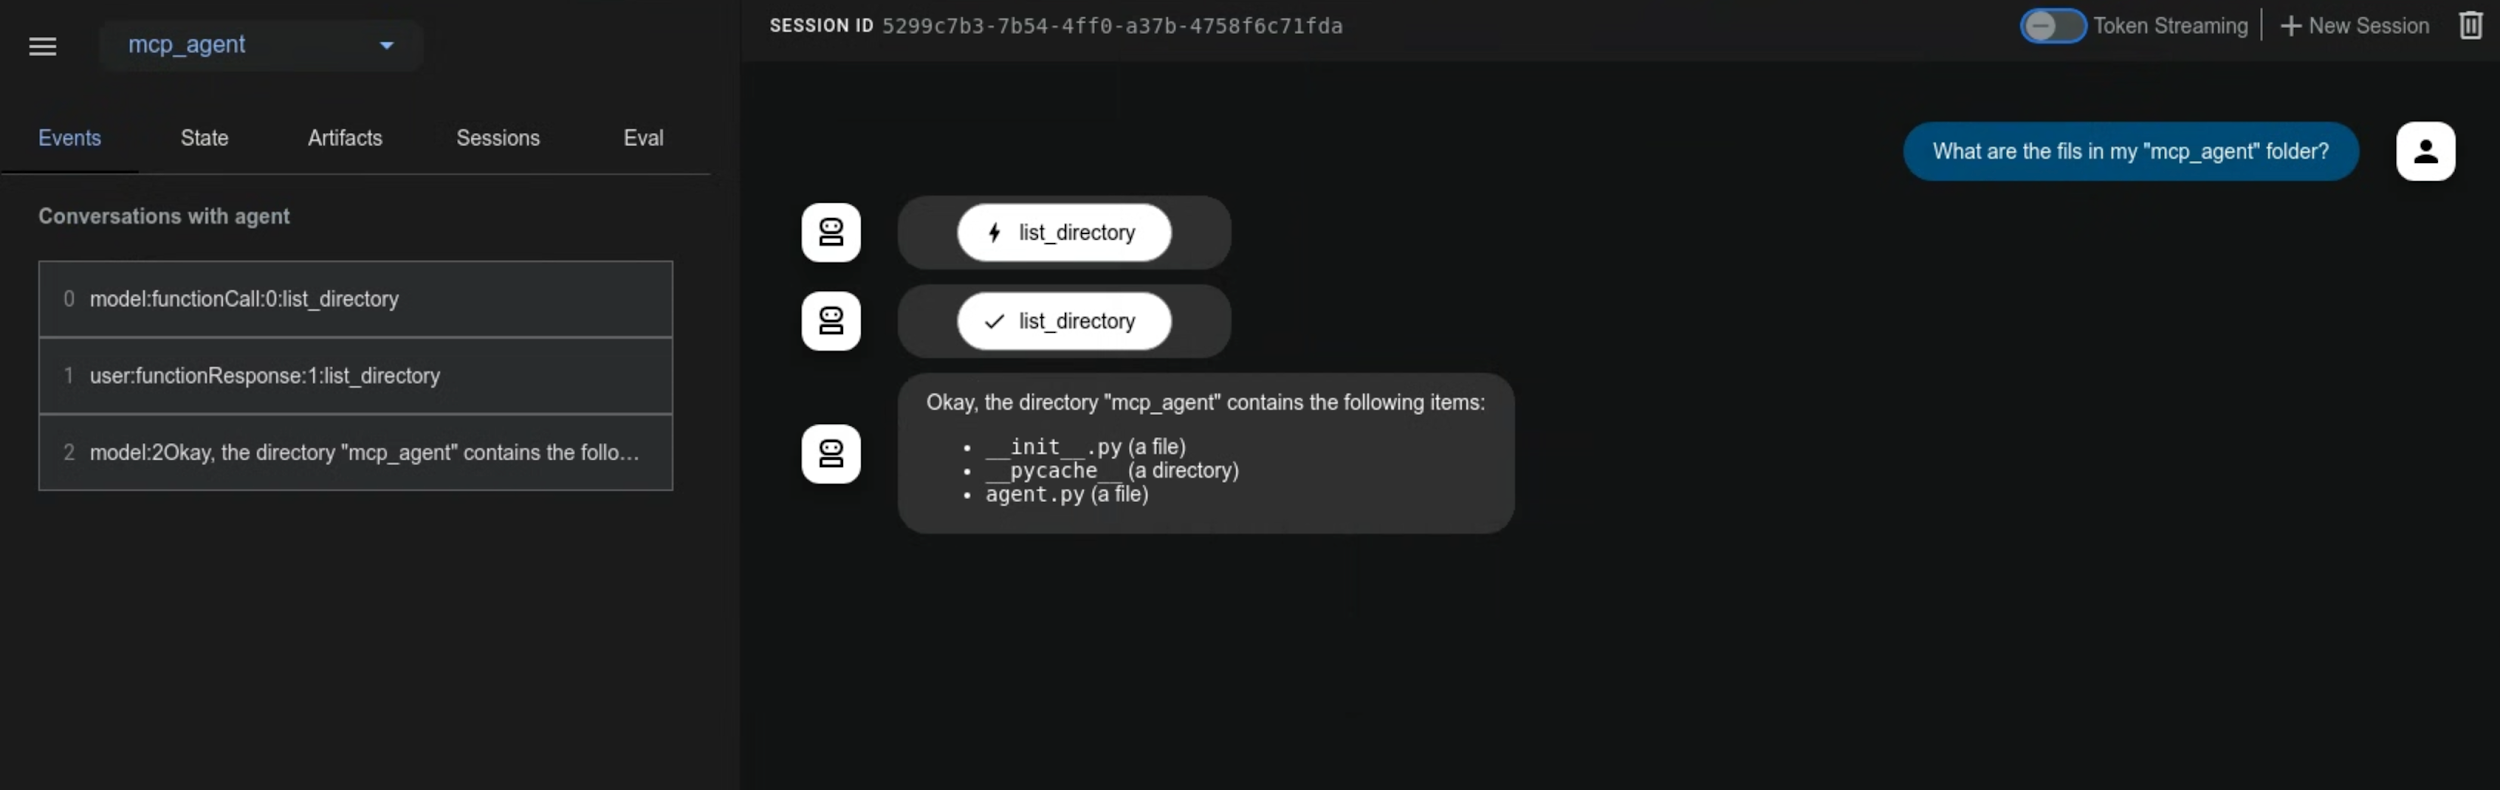 mcp_agent
Events State Artifacts Sessions Eval
Conversations with agent
0 model:functionCall:0:list_directory
1 user:functionResponse:1:list_directory
2 model:2Okay, the directory "mcp_agent" contains the follo...
SESSION ID 5299c7b3-7b54-4ff0-a37b-4758f6c71fda
Token Streaming
New Session
What are the fils in my "mcp_agent" folder?
list_directory
list_directory
Okay, the directory "mcp_agent" contains the following items:
• __init__.py (a file)
• __pycache__ (a directory)
• agent.py (a file)